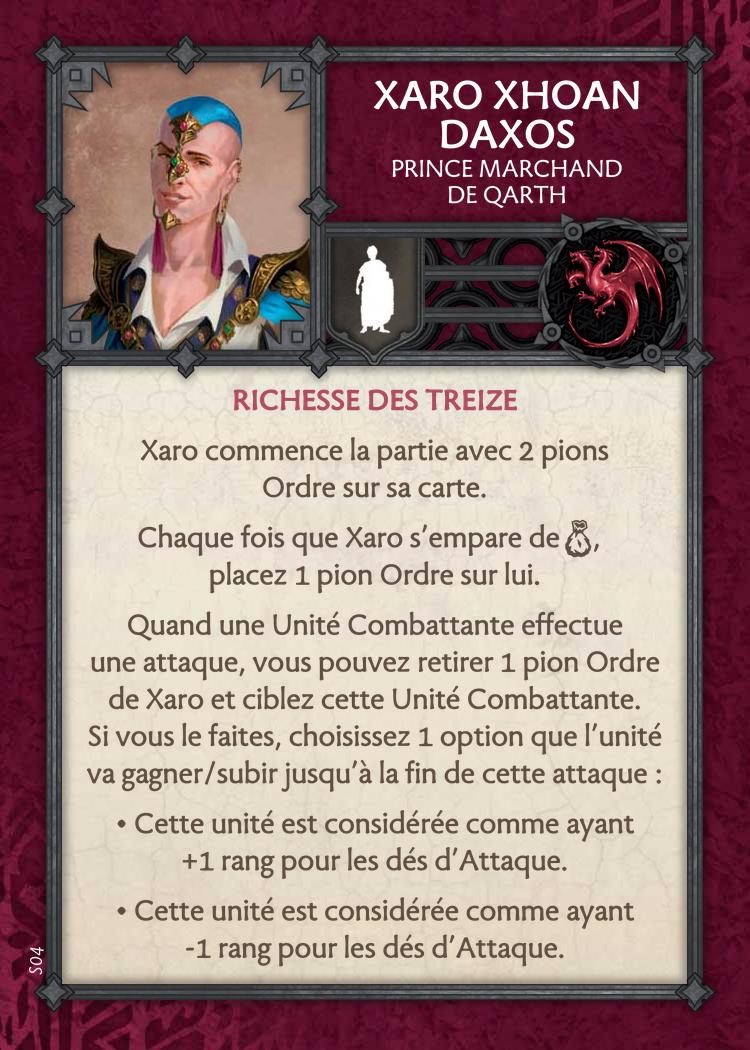 XARO XHOAN
DAXOS
PRINCE MARCHAND
DE QARTH
RICHESSE DES TREIZE
Xaro commence la partie avec 2 pions
Ordre sur sa carte.
Chaque fois que Xaro s’empare de ,
placez 1 pion Ordre sur lui.
Quand une Unité Combattante effectue
une attaque, vous pouvez retirer 1 pion Ordre
de Xaro et ciblez cette Unité Combattante.
Si vous le faites, choisissez 1 option que l’unité
va gagner/subir jusqu’à la fin de cette attaque :
• Cette unité est considérée comme ayant
+1 rang pour les dés d’Attaque.
• Cette unité est considérée comme ayant
-1 rang pour les dés d’Attaque.
S04